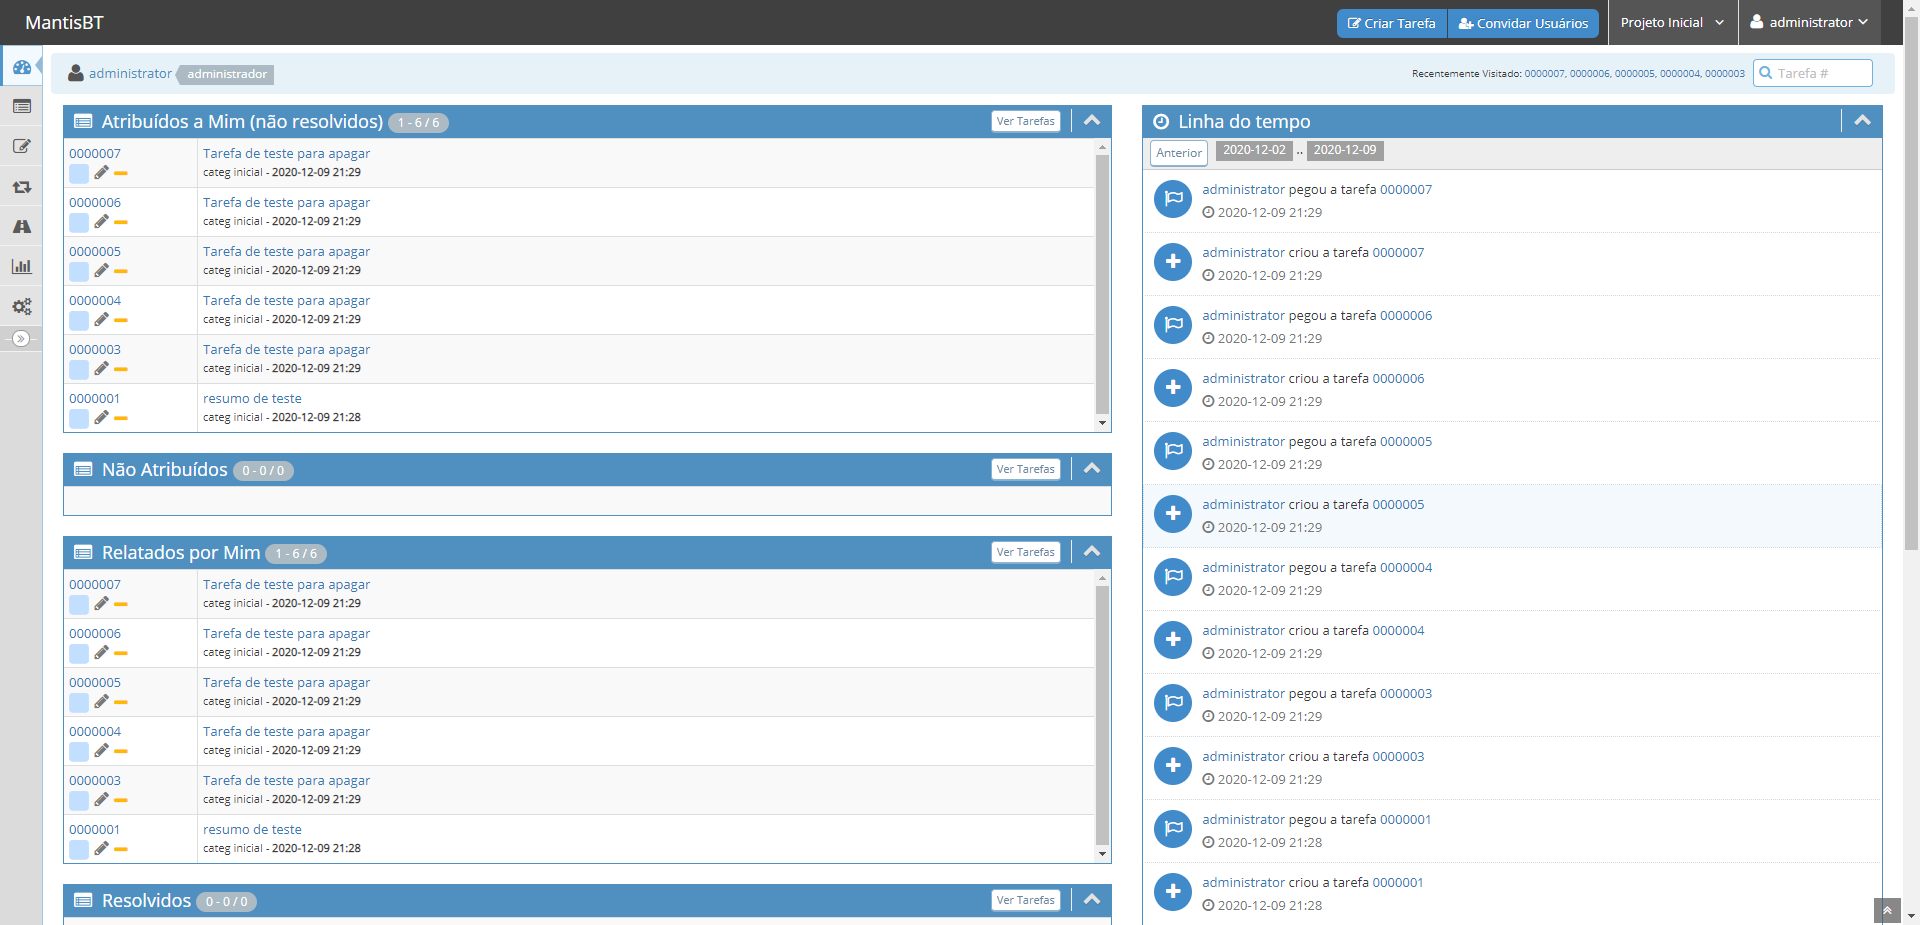 MantisBT
Criar Tarefa
Convidar Usuários
Projeto Inicial
administrator
administrator
administrador
Recentemente Visitado: 0000007, 0000006, 0000005, 0000004, 0000003
Tarefa #
Atribuídos a Mim (não resolvidos) 1 - 6 / 6
Ver Tarefas
0000007
Tarefa de teste para apagar
categ inicial - 2020-12-09 21:29
0000006
Tarefa de teste para apagar
categ inicial - 2020-12-09 21:29
0000005
Tarefa de teste para apagar
categ inicial - 2020-12-09 21:29
0000004
Tarefa de teste para apagar
categ inicial - 2020-12-09 21:29
0000003
Tarefa de teste para apagar
categ inicial - 2020-12-09 21:29
0000001
resumo de teste
categ inicial - 2020-12-09 21:28
Não Atribuídos 0 - 0 / 0
Ver Tarefas
Relatados por Mim 1 - 6 / 6
Ver Tarefas
0000007
Tarefa de teste para apagar
categ inicial - 2020-12-09 21:29
0000006
Tarefa de teste para apagar
categ inicial - 2020-12-09 21:29
0000005
Tarefa de teste para apagar
categ inicial - 2020-12-09 21:29
0000004
Tarefa de teste para apagar
categ inicial - 2020-12-09 21:29
0000003
Tarefa de teste para apagar
categ inicial - 2020-12-09 21:29
0000001
resumo de teste
categ inicial - 2020-12-09 21:28
Resolvidos 0 - 0 / 0
Ver Tarefas
Linha do tempo
Anterior 2020-12-02 .. 2020-12-09
administrator pegou a tarefa 0000007
2020-12-09 21:29
administrator criou a tarefa 0000007
2020-12-09 21:29
administrator pegou a tarefa 0000006
2020-12-09 21:29
administrator criou a tarefa 0000006
2020-12-09 21:29
administrator pegou a tarefa 0000005
2020-12-09 21:29
administrator criou a tarefa 0000005
2020-12-09 21:29
administrator pegou a tarefa 0000004
2020-12-09 21:29
administrator criou a tarefa 0000004
2020-12-09 21:29
administrator pegou a tarefa 0000003
2020-12-09 21:29
administrator criou a tarefa 0000003
2020-12-09 21:29
administrator pegou a tarefa 0000001
2020-12-09 21:28
administrator criou a tarefa 0000001
2020-12-09 21:28